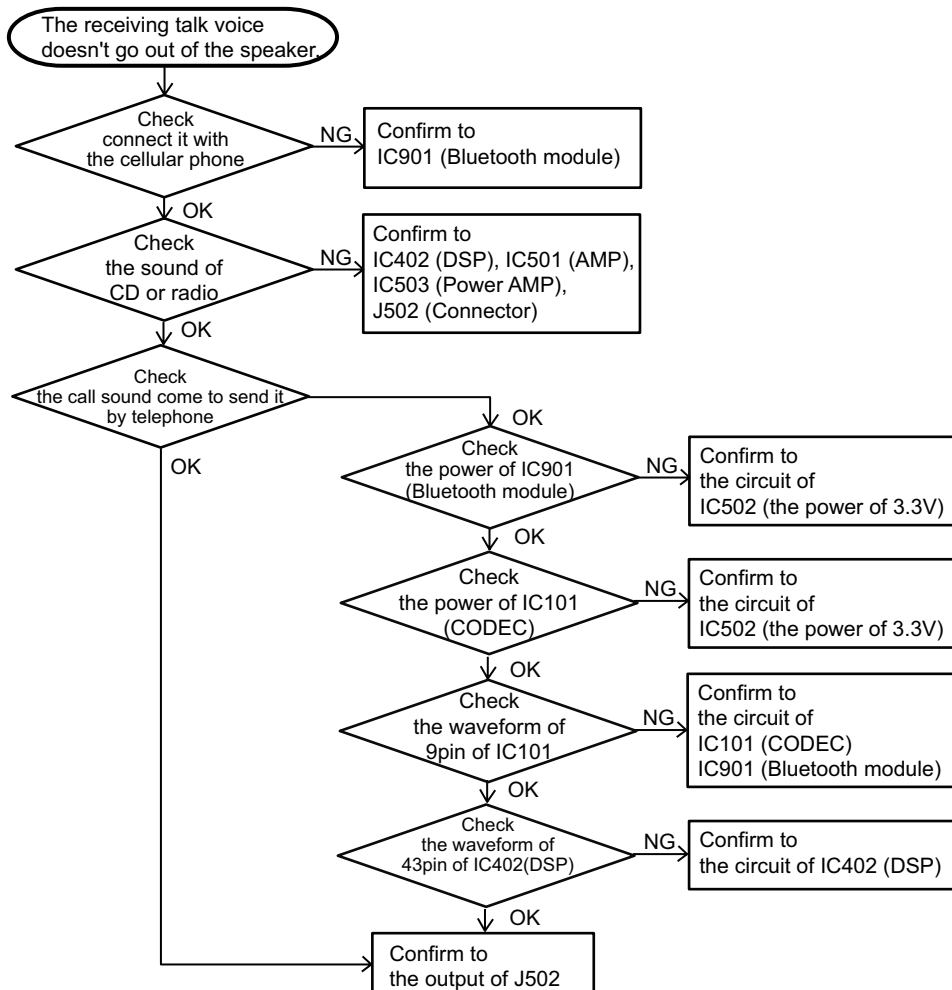 The receiving talk voice
doesn't go out of the speaker.
Check
connect it with
the cellular phone
NG
Confirm to
IC901 (Bluetooth module)
OK
Check
the sound of
CD or radio
NG
Confirm to
IC402 (DSP), IC501 (AMP),
IC503 (Power AMP),
J502 (Connector)
OK
Check
the call sound come to send it
by telephone
OK
OK
Check
the power of IC901
(Bluetooth module)
NG
Confirm to
the circuit of
IC502 (the power of 3.3V)
OK
Check
the power of IC101
(CODEC)
NG
Confirm to
the circuit of
IC502 (the power of 3.3V)
OK
Check
the waveform of
9pin of IC101
NG
Confirm to
the circuit of
IC101 (CODEC)
IC901 (Bluetooth module)
OK
Check
the waveform of
43pin of IC402(DSP)
NG
Confirm to
the circuit of IC402 (DSP)
OK
Confirm to
the output of J502